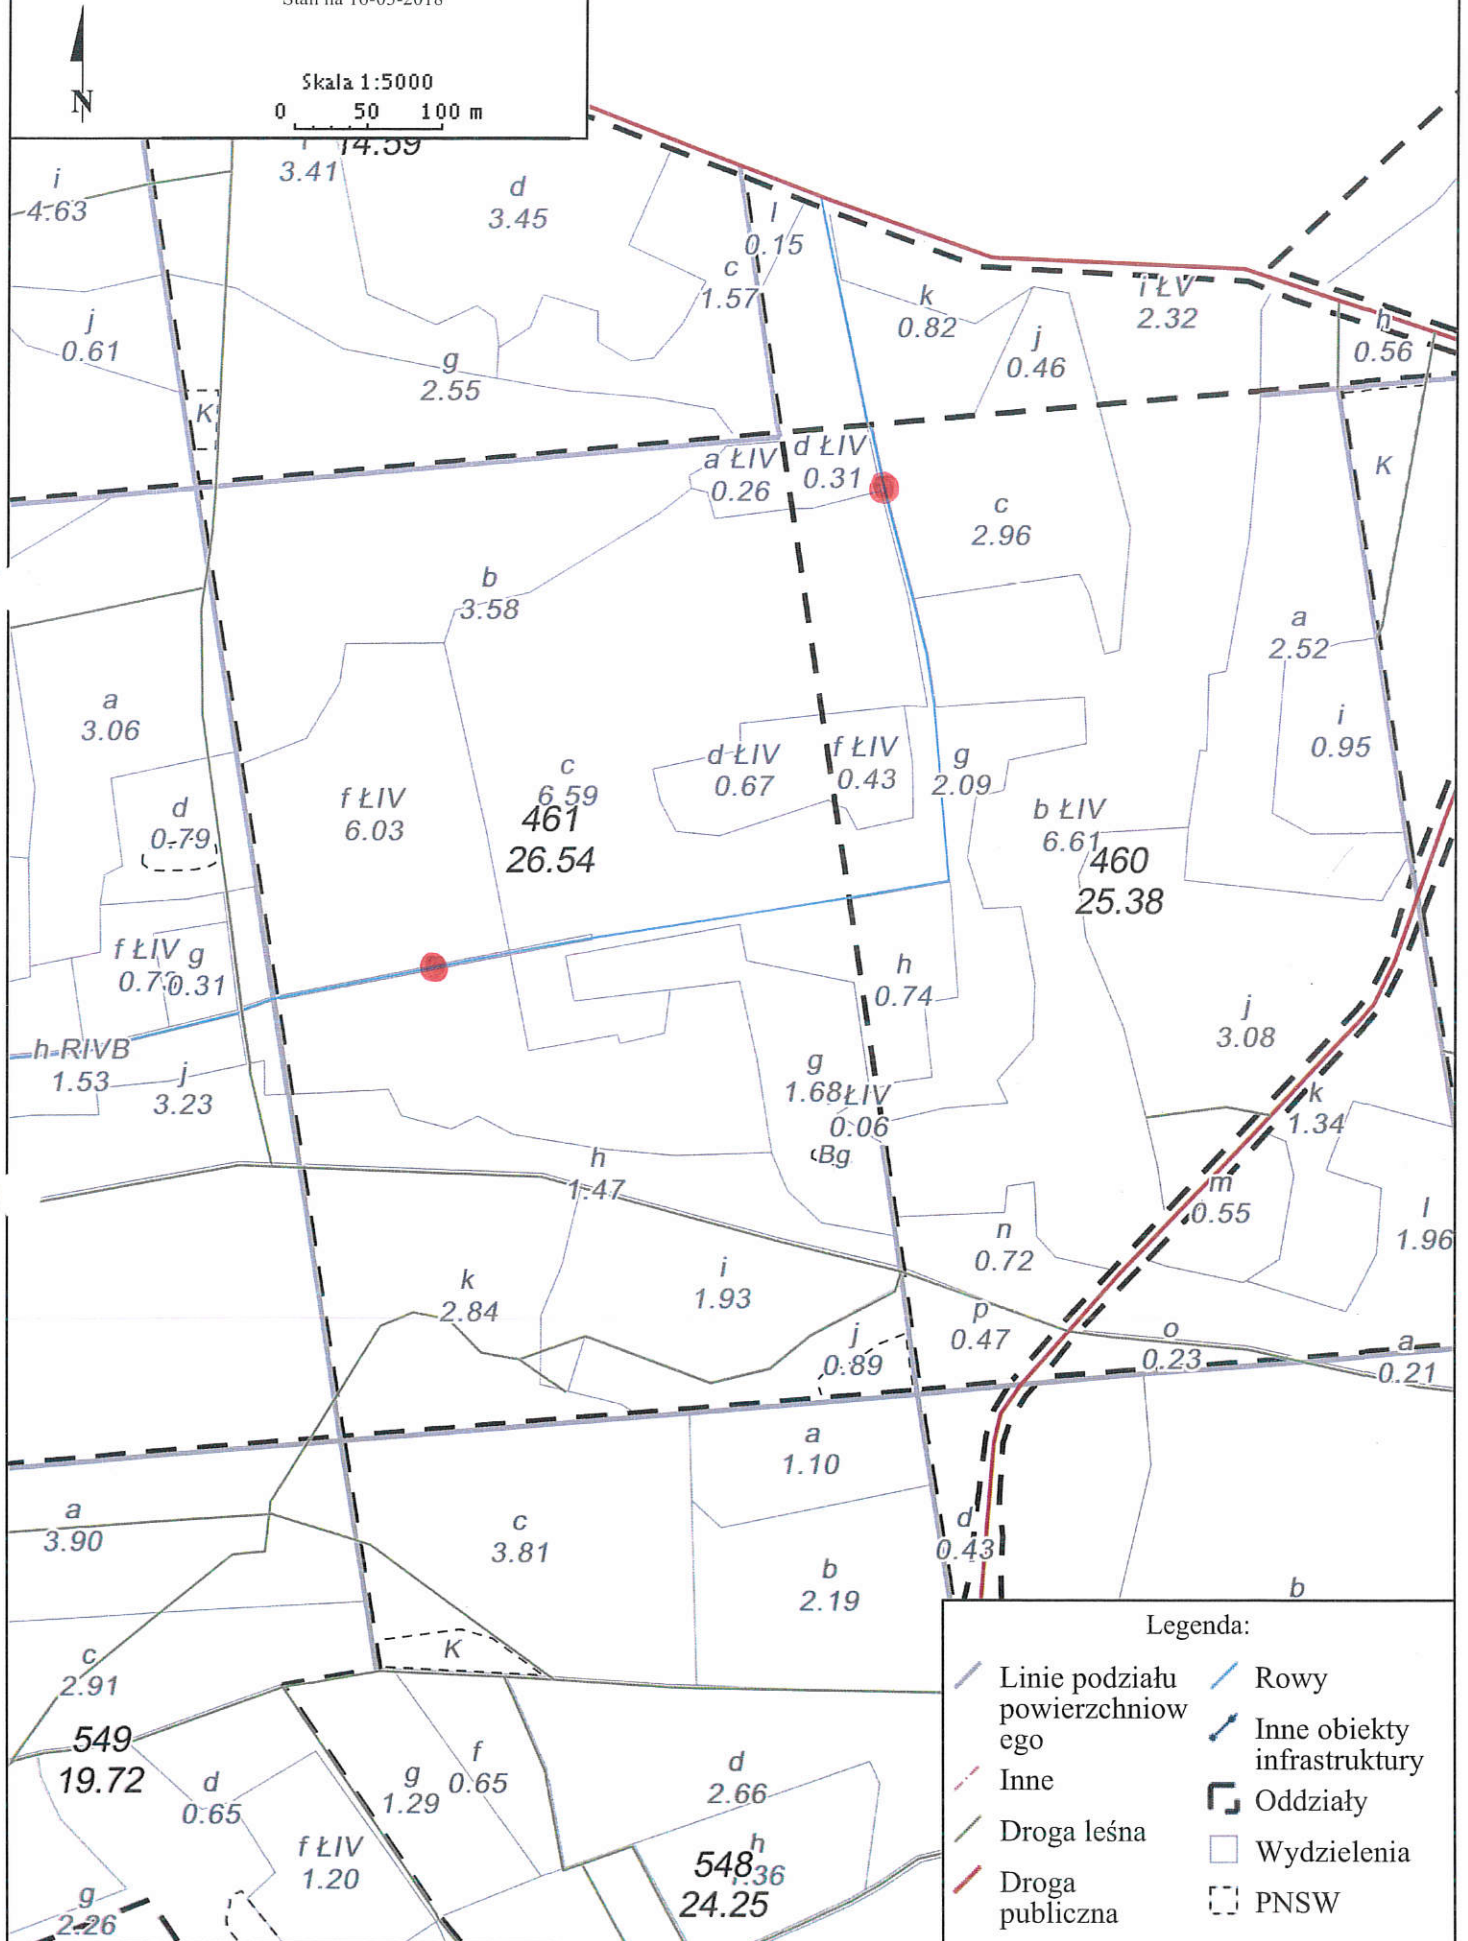 Stan na 16-03-2018
Skala 1:5000
0 50 100 m
N
14.59
3.41
i
4.63
d
3.45
l
0.15
c
1.57
k
0.82
i ŁV
2.32
h
0.56
j
0.61
g
2.55
j
0.46
K
a ŁIV
0.26
d ŁIV
0.31
K
c
2.96
b
3.58
a
2.52
a
3.06
i
0.95
d
0.79
f ŁIV
6.03
c
6.59
461
26.54
d ŁIV
0.67
f ŁIV
0.43
g
2.09
b ŁIV
6.61
460
25.38
f ŁIV
g
0.31
h
0.74
j
3.08
h RIVB
1.53
j
3.23
g
1.68
ŁIV
0.06
Bg
k
1.34
h
1.47
m
0.55
l
1.96
n
0.72
k
2.84
i
1.93
p
0.47
j
0.89
o
0.23
a
0.21
a
1.10
a
3.90
c
3.81
d
0.43
b
2.19
b
K
c
2.91
549
19.72
d
0.65
g
1.29
f
0.65
d
2.66
f ŁIV
1.20
h
548
24.25
g
2.26
Legenda:
Linie podziału
powierzchniow
ego
Inne
Droga leśna
Droga
publiczna
Rowy
Inne obiekty
infrastruktury
Oddziały
Wydzielenia
PNSW